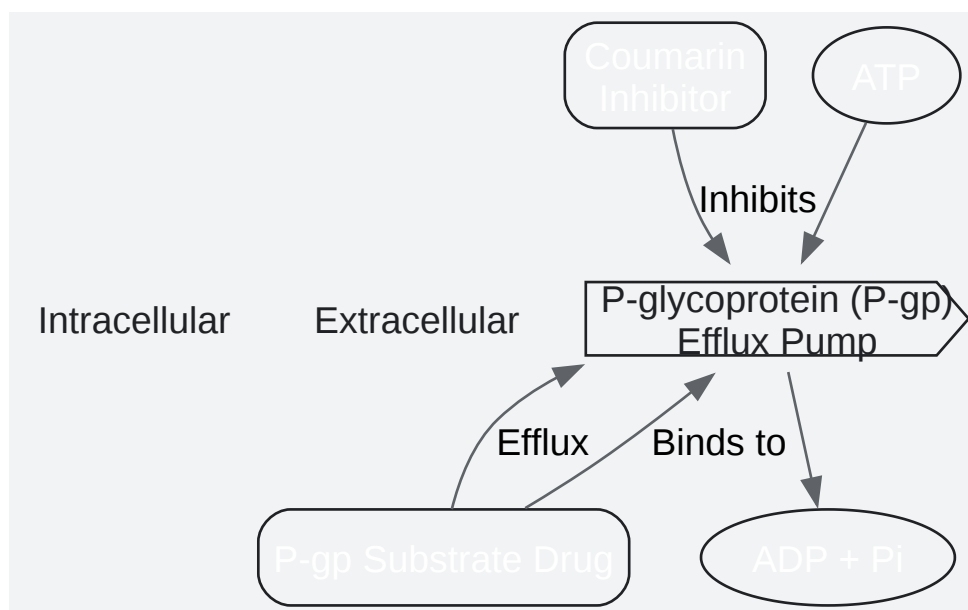 Coumarin
Inhibitor
ATP
Inhibits
Intracellular
Extracellular
P-glycoprotein (P-gp)
Efflux Pump
Efflux
Binds to
P-gp Substrate Drug
ADP + Pi